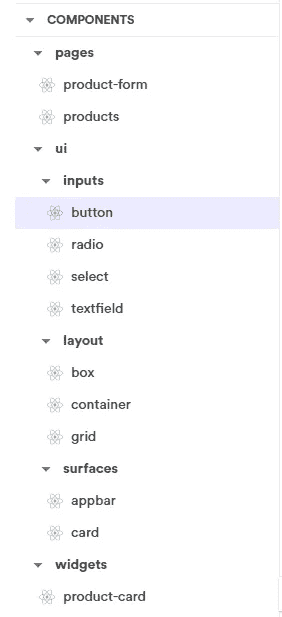 COMPONENTS
pages
product-form
products
ui
inputs
button
radio
select
textfield
layout
box
container
grid
surfaces
appbar
card
widgets
product-card